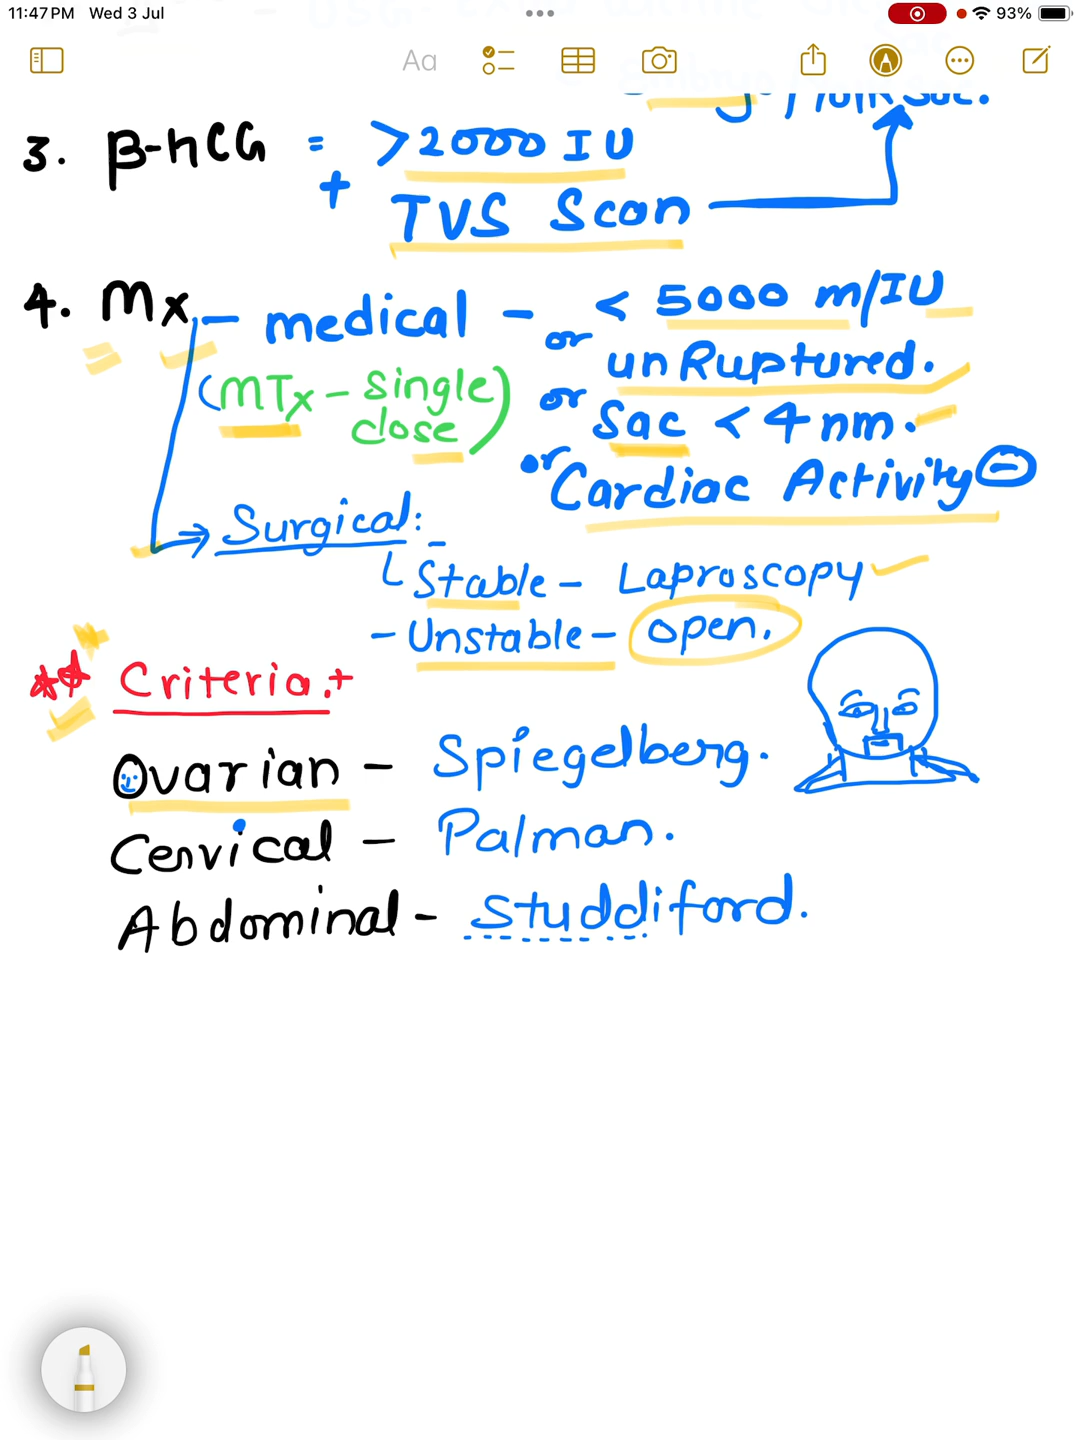 11:47 PM Wed 3 Jul
93%
Aa
3. β-hCG = >2000 IU
+ TVS Scan
4. Mx - medical - < 5000 m/IU
or unRuptured.
(MTx - Single dose)
or Sac < 4 nm.
or Cardiac Activity ⊖
→ Surgical:-
Stable - Laproscopy
- Unstable - open.
** Criteria:+
Ovarian - Spiegelberg.
Cervical - Palman.
Abdominal - Studdiford.